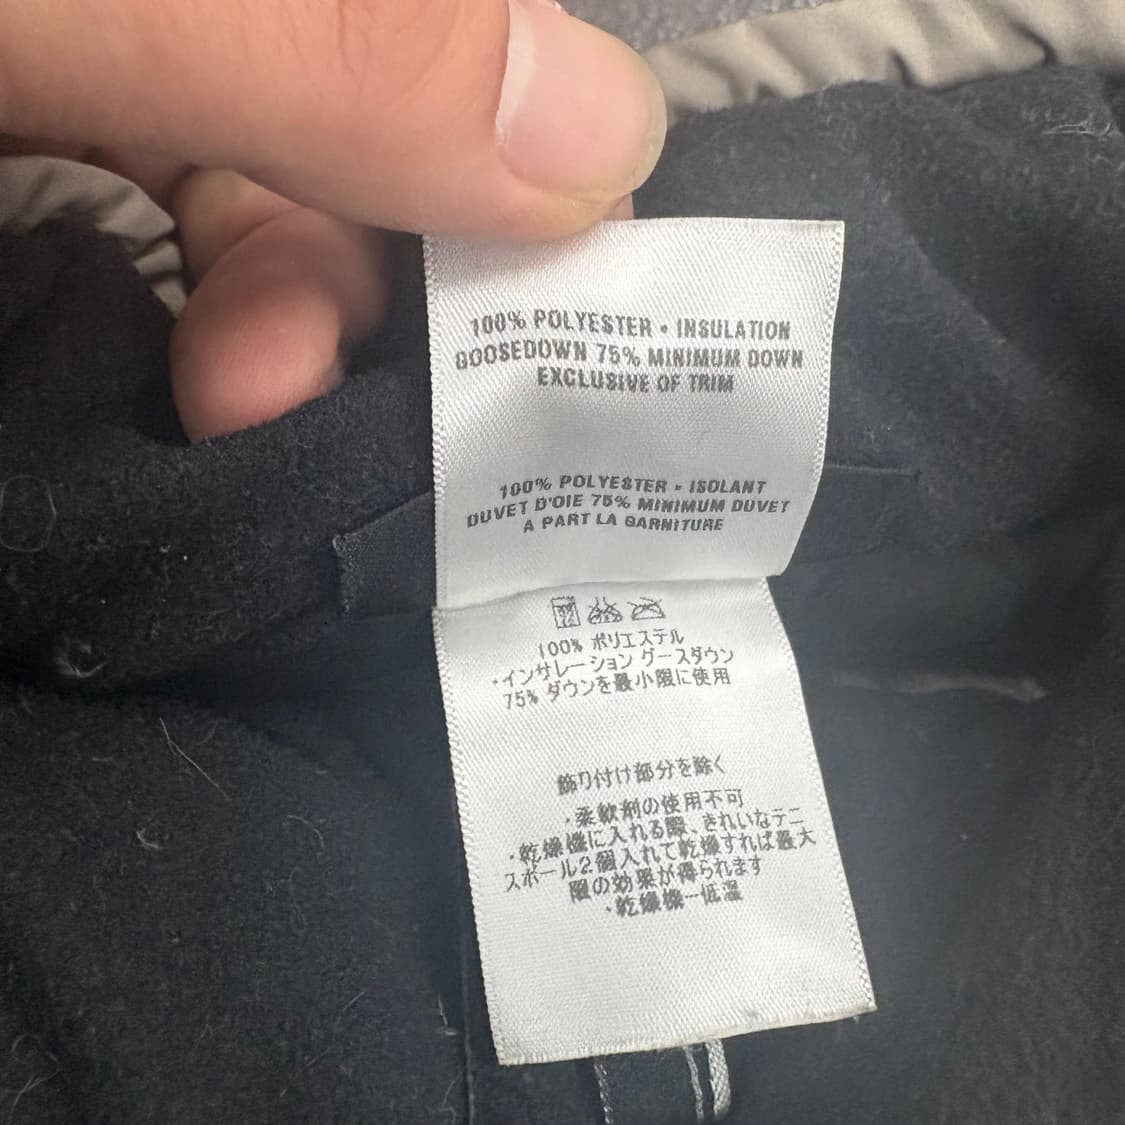 100% POLYESTER • INSULATION
GOOSEDOWN 75% MINIMUM DOWN
EXCLUSIVE OF TRIM
100% POLYESTER • ISOLANT
DUVET D'OIE 75% MINIMUM DUVET
A PART LA GARNITURE
100% ポリエステル
・インサレーション グースダウン
75% ダウンを最小限に使用
飾り付け部分を除く
・柔軟剤の使用不可
・乾燥機に入れる際、きれいなテニ
スボール2個入れて乾燥すれば最大
限の効果が得られます
・乾燥機ー低温